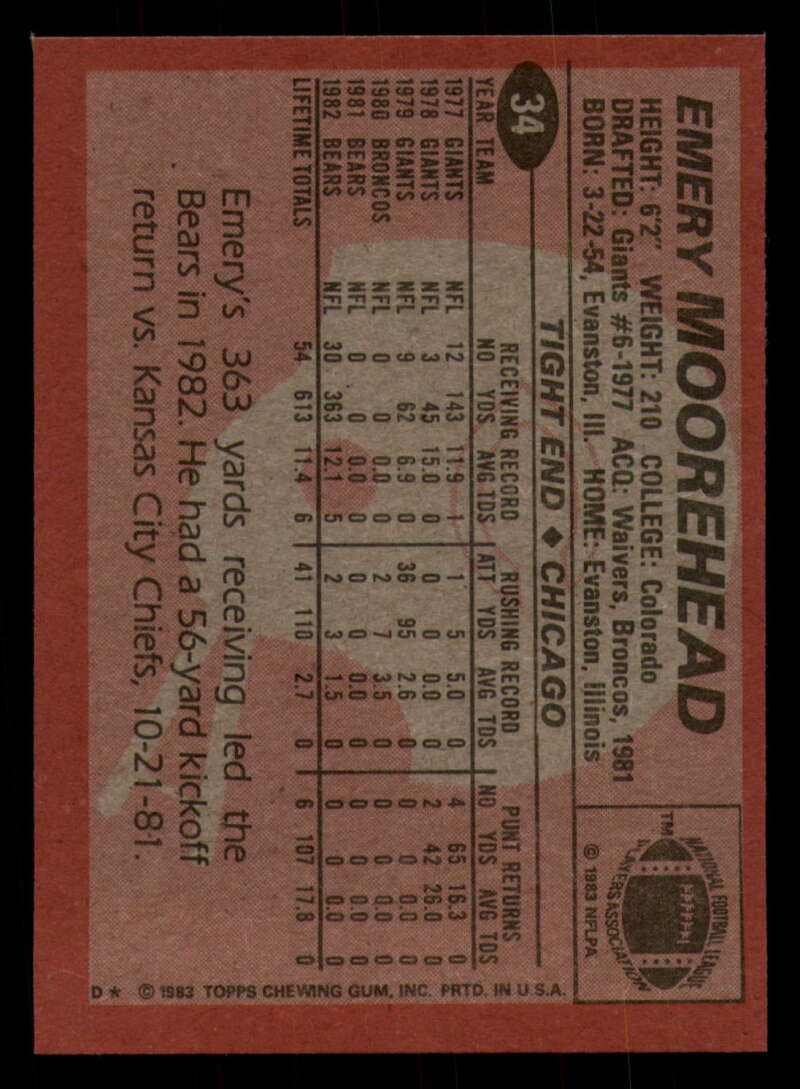 34
EMERY MOOREHEAD
HEIGHT: 6'2" WEIGHT: 210 COLLEGE: Colorado
DRAFTED: Giants #6-1977 ACQ: Waivers, Broncos, 1981
BORN: 3-22-54, Evanston, Ill. HOME: Evanston, Illinois
TIGHT END ♦ CHICAGO
NATIONAL FOOTBALL LEAGUE
PLAYERS ASSOCIATION
TM
© 1983 NFLPA
RECEIVING RECORD RUSHING RECORD PUNT RETURNS
YEAR TEAM NO YDS AVG TDS ATT YDS AVG TDS NO YDS AVG TDS
1977 GIANTS NFL 12 143 11.9 1 1 5 5.0 0 4 65 16.3 0
1978 GIANTS NFL 3 45 15.0 0 0 0 0.0 0 2 42 26.0 0
1979 GIANTS NFL 9 62 6.9 0 36 95 2.6 0 0 0 0.0 0
1980 BRONCOS NFL 0 0 0.0 0 2 7 3.5 0 0 0 0.0 0
1981 BEARS NFL 0 0 0.0 0 0 0 0.0 0 0 0 0.0 0
1982 BEARS NFL 30 363 12.1 5 2 3 1.5 0 0 0 0.0 0
LIFETIME TOTALS 54 613 11.4 6 41 110 2.7 0 6 107 17.8 0
Emery's 363 yards receiving led the
Bears in 1982. He had a 56-yard kickoff
return vs. Kansas City Chiefs, 10-21-81.
D* © 1983 TOPPS CHEWING GUM, INC. PRTD. IN U.S.A.